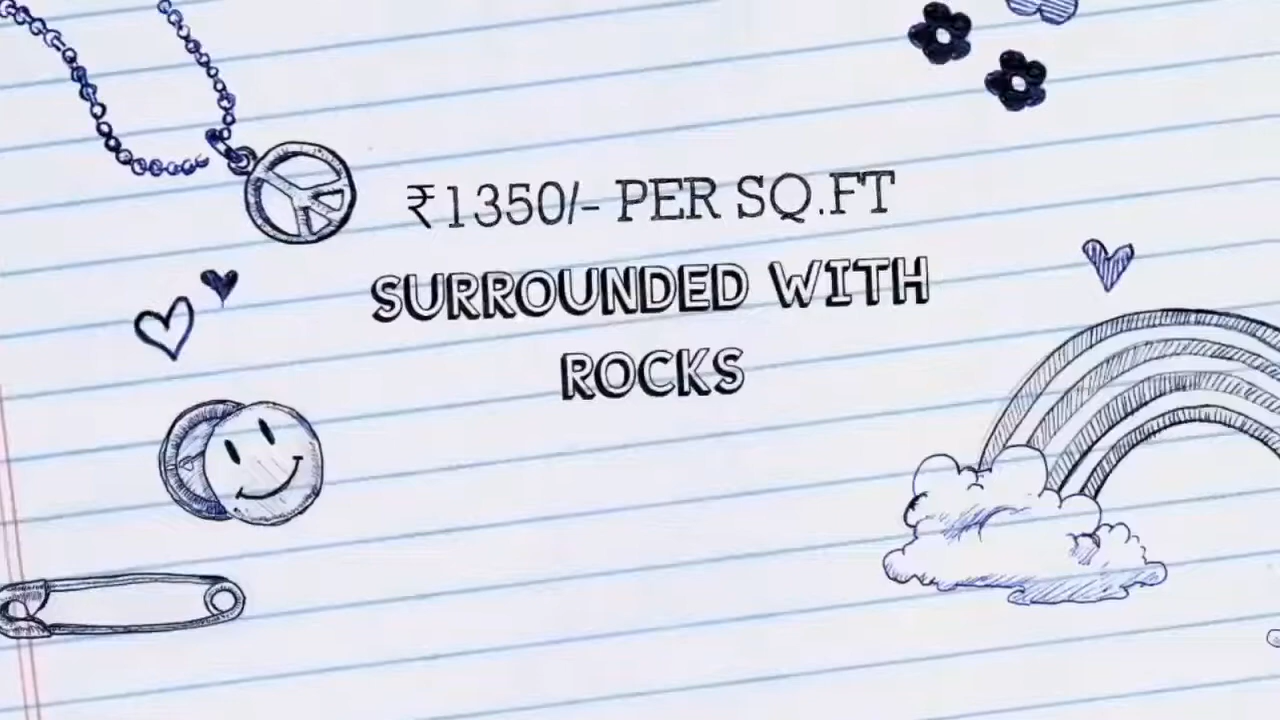 ₹1350/- PER SQ.FT
SURROUNDED WITH
ROCKS